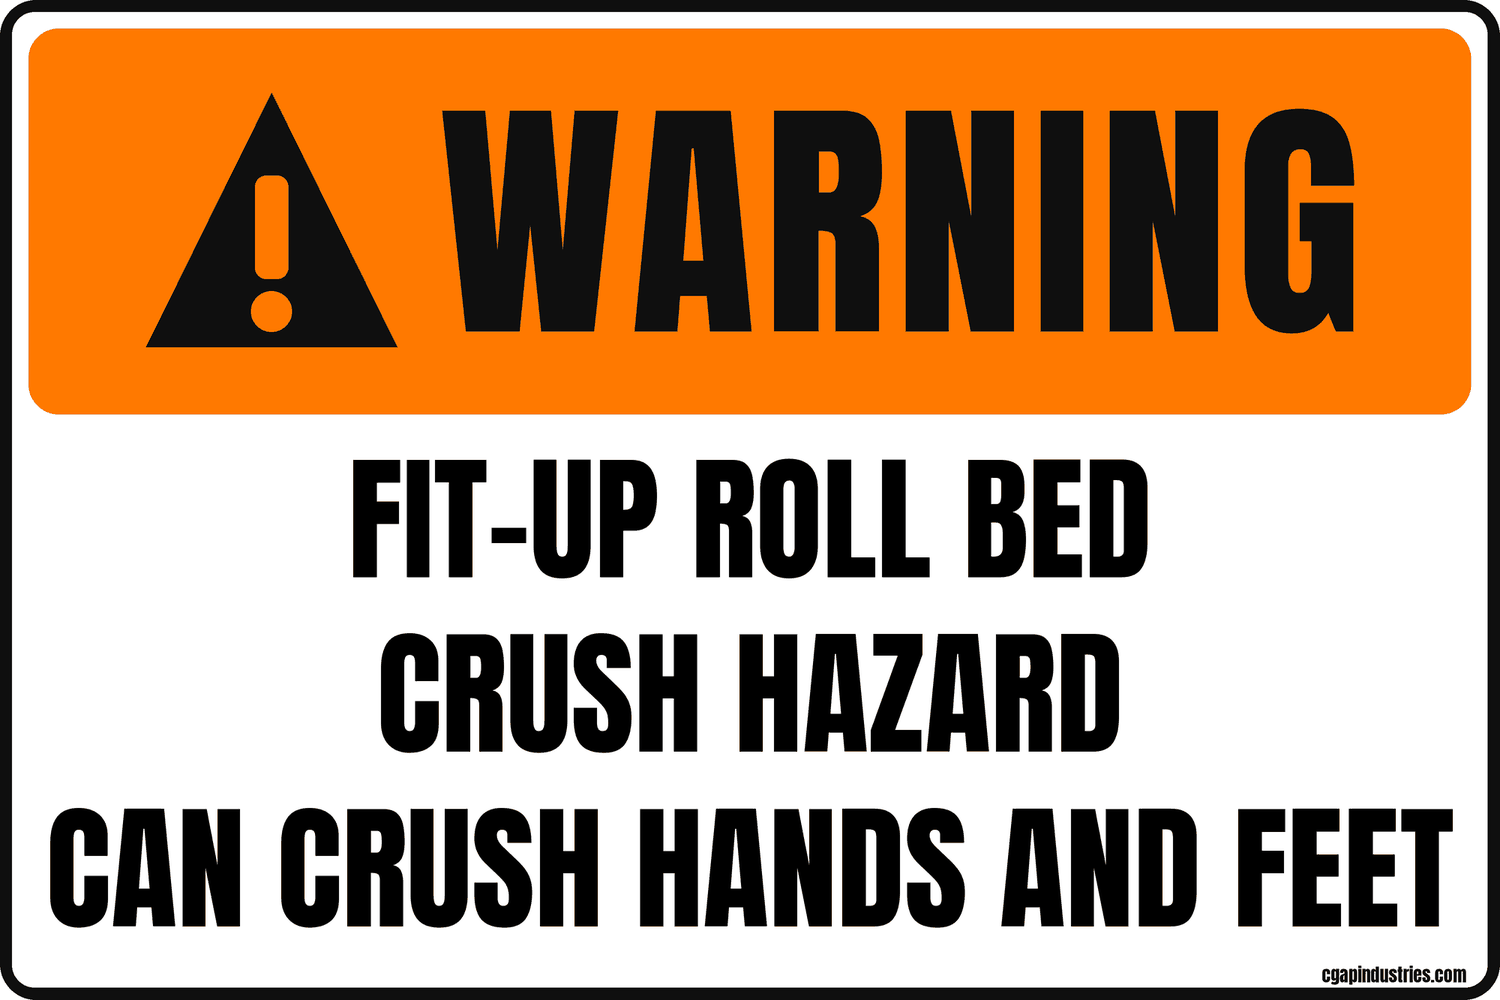 WARNING
FIT-UP ROLL BED
CRUSH HAZARD
CAN CRUSH HANDS AND FEET
cgapindustries.com